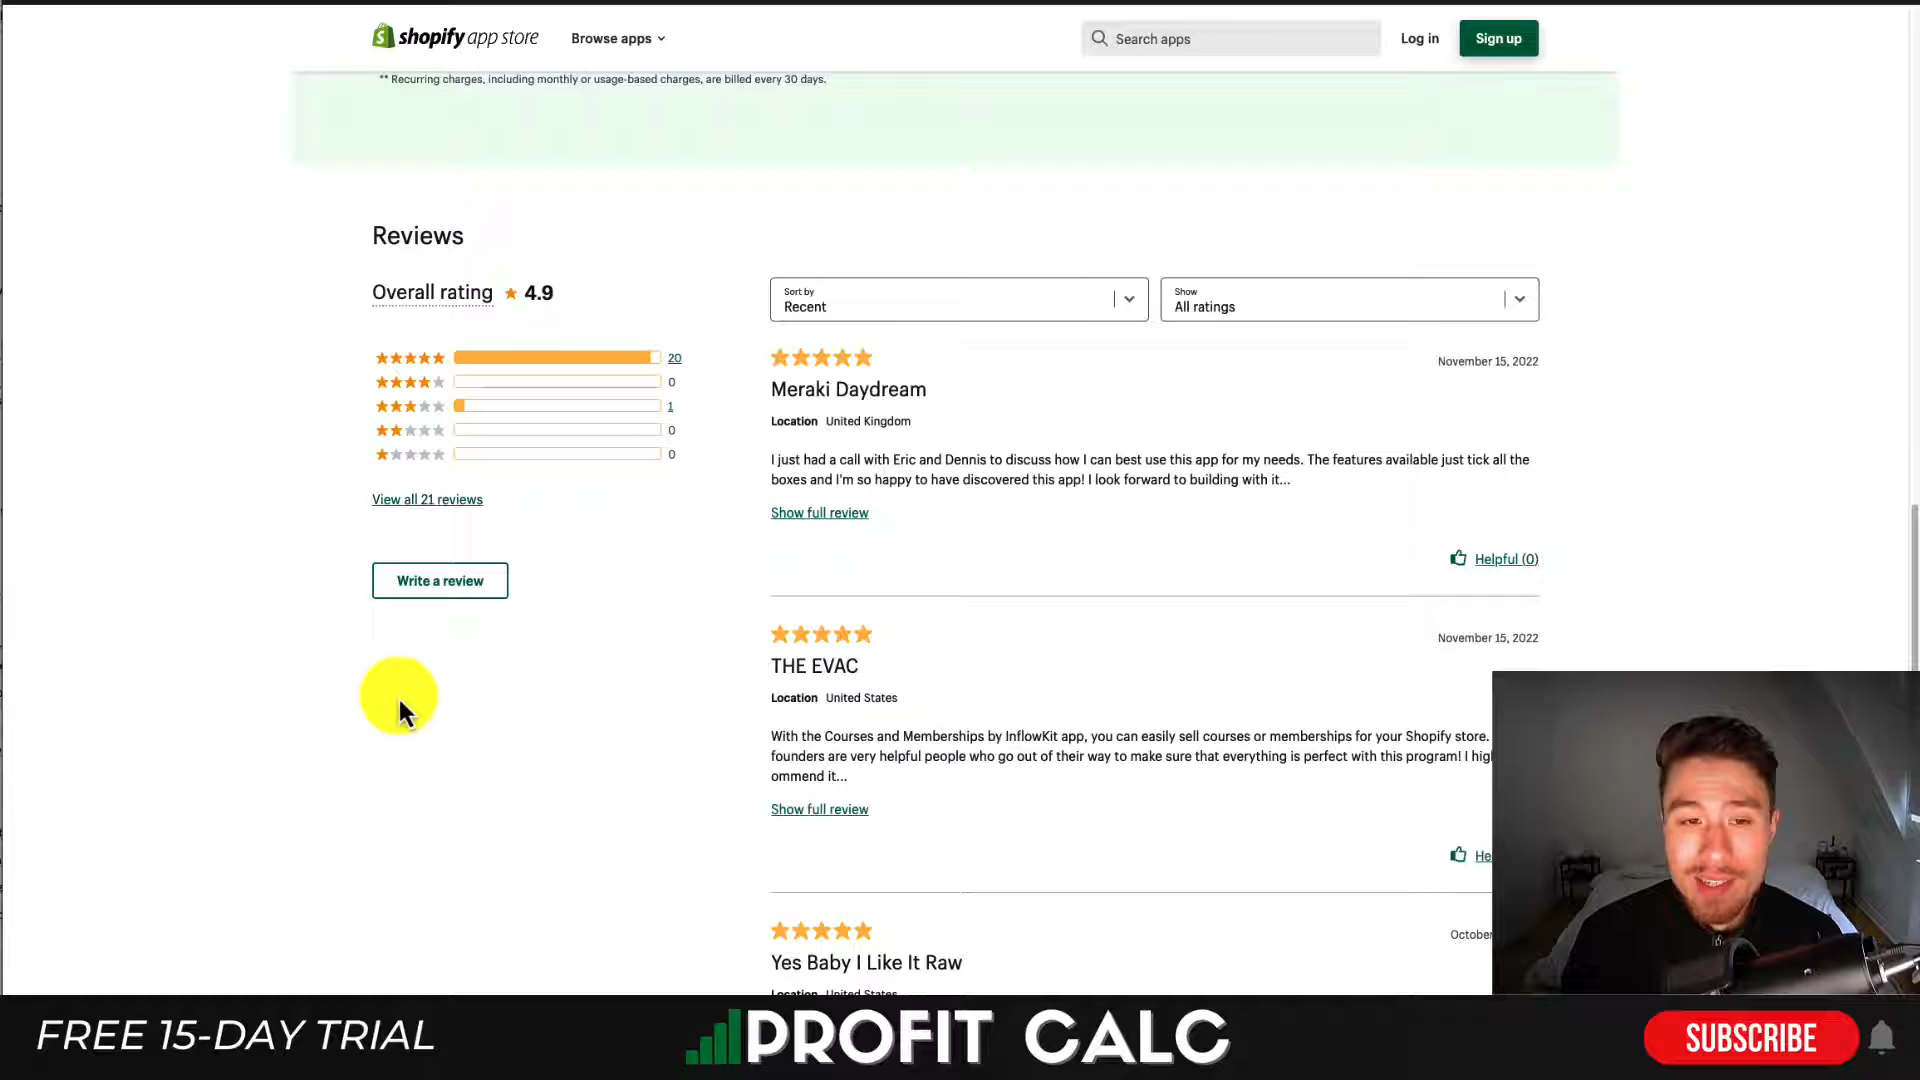 shopify app store
Browse apps
Search apps
Log in
Sign up
** Recurring charges, including monthly or usage-based charges, are billed every 30 days.
Reviews
Overall rating 4.9
Sort by
Recent
Show
All ratings
20
0
1
0
0
View all 21 reviews
Write a review
November 15, 2022
Meraki Daydream
Location United Kingdom
I just had a call with Eric and Dennis to discuss how I can best use this app for my needs. The features available just tick all the
boxes and I'm so happy to have discovered this app! I look forward to building with it...
Show full review
Helpful (0)
November 15, 2022
THE EVAC
Location United States
With the Courses and Memberships by InflowKit app, you can easily sell courses or memberships for your Shopify store.
founders are very helpful people who go out of their way to make sure that everything is perfect with this program! I hig
ommend it...
Show full review
He
October
Yes Baby I Like It Raw
Location United States
FREE 15-DAY TRIAL
PROFIT CALC
SUBSCRIBE